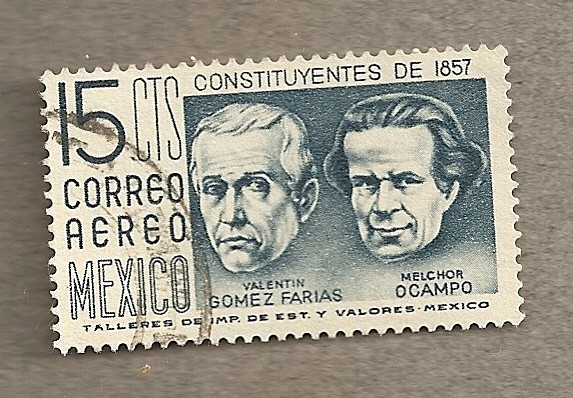 15 CTS
CONSTITUYENTES DE 1857
CORREO
AEREO
MEXICO
VALENTIN
GOMEZ FARIAS
MELCHOR
OCAMPO
TALLERES DE IMP. DE EST. Y VALORES-MEXICO